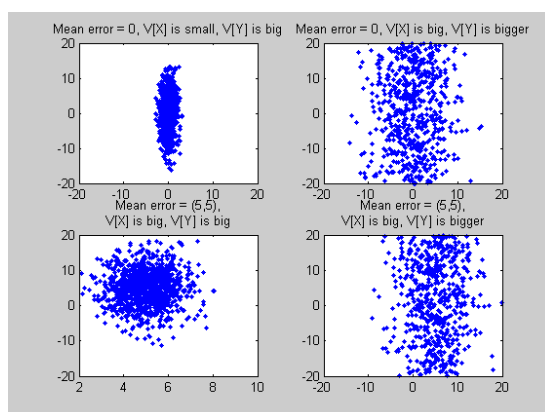 Mean error = 0, V[X] is small, V[Y] is big
20
10
0
-10
-20
-20 -10 0 10 20
Mean error = 0, V[X] is big, V[Y] is bigger
20
10
0
-10
-20
-20 -10 0 10 20
Mean error = (5,5),
V[X] is big, V[Y] is big
20
10
0
-10
-20
2 4 6 8 10
Mean error = (5,5),
V[X] is big, V[Y] is bigger
20
10
0
-10
-20
-20 -10 0 10 20